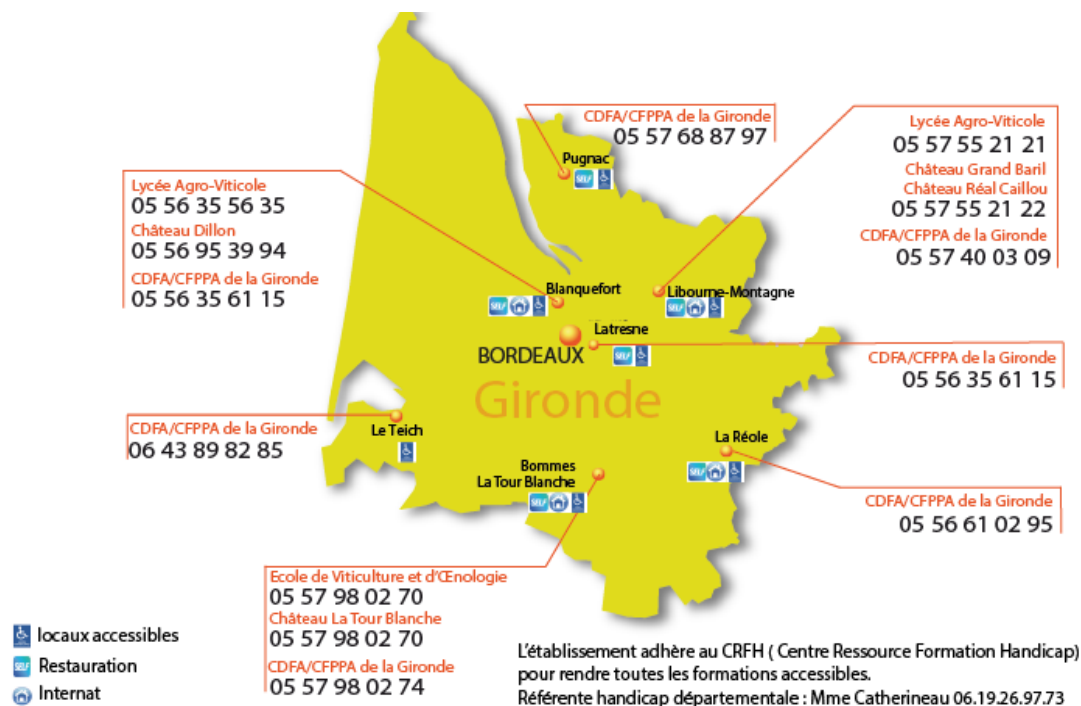 CDFA/CFPPA de la Gironde
05 57 68 87 97
Pugnac
SELF
Lycée Agro-Viticole
05 57 55 21 21
Château Grand Baril
Château Réal Caillou
05 57 55 21 22
CDFA/CFPPA de la Gironde
05 57 40 03 09
Lycée Agro-Viticole
05 56 35 56 35
Château Dillon
05 56 95 39 94
CDFA/CFPPA de la Gironde
05 56 35 61 15
Blanquefort
SELF
Libourne-Montagne
SELF
Latresne
SELF
BORDEAUX
Gironde
CDFA/CFPPA de la Gironde
05 56 35 61 15
CDFA/CFPPA de la Gironde
06 43 89 82 85
Le Teich
La Réole
SELF
Bommes
La Tour Blanche
SELF
CDFA/CFPPA de la Gironde
05 56 61 02 95
Ecole de Viticulture et d'Œnologie
05 57 98 02 70
Château La Tour Blanche
05 57 98 02 70
CDFA/CFPPA de la Gironde
05 57 98 02 74
locaux accessibles
SELF Restauration
Internat
L'établissement adhère au CRFH ( Centre Ressource Formation Handicap)
pour rendre toutes les formations accessibles.
Référente handicap départementale : Mme Catherineau 06.19.26.97.73